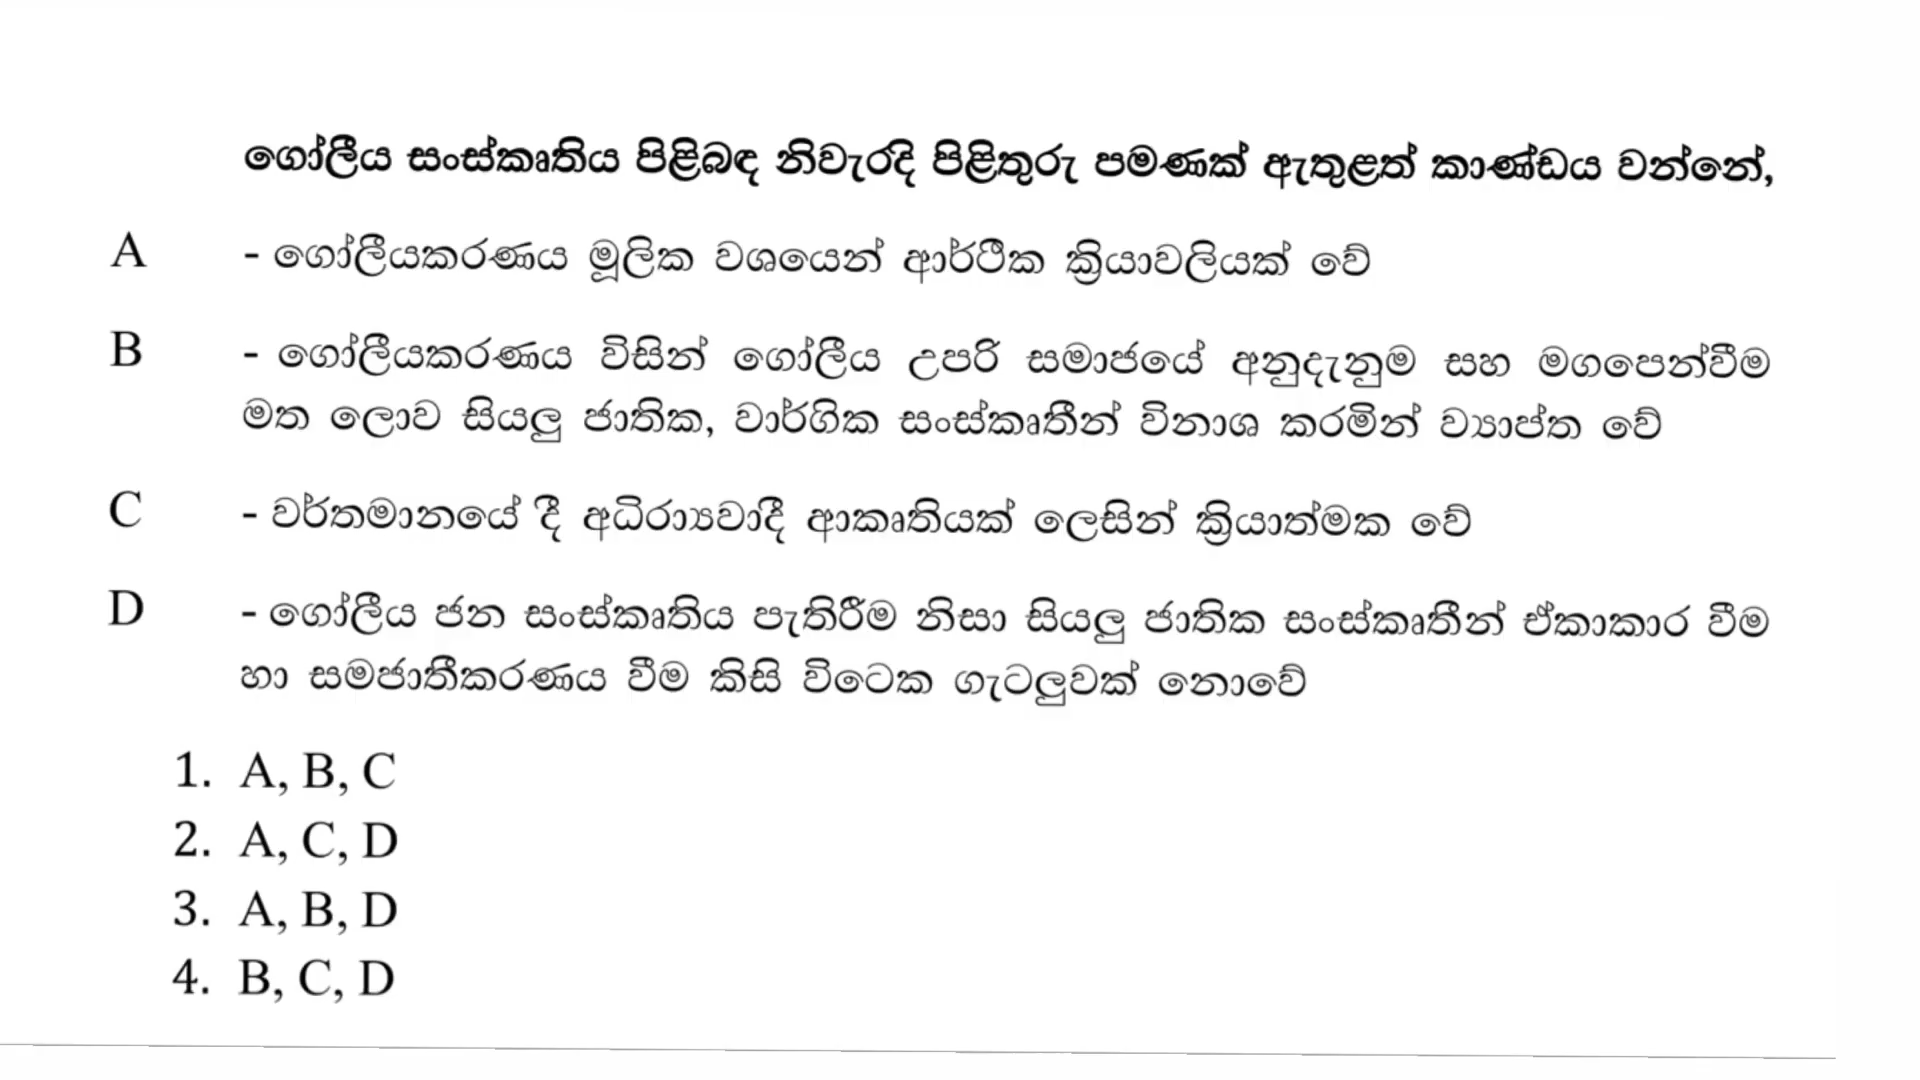 ගෝලීය සංස්කෘතිය පිළිබඳ නිවැරදි පිළිතුරු පමණක් ඇතුළත් කාණ්ඩය වන්නේ,
A - ගෝලීයකරණය මූලික වශයෙන් ආර්ථික ක්‍රියාවලියක් වේ
B - ගෝලීයකරණය විසින් ගෝලීය උපරි සමාජයේ අනුදැනුම සහ මගපෙන්වීම
මත ලොව සියලු ජාතික, වාර්ගික සංස්කෘතීන් විනාශ කරමින් ව්‍යාප්ත වේ
C - වර්තමානයේ දී අධිරාජ්‍යවාදී ආකෘතියක් ලෙසින් ක්‍රියාත්මක වේ
D - ගෝලීය ජන සංස්කෘතිය පැතිරීම නිසා සියලු ජාතික සංස්කෘතීන් ඒකාකාර වීම
හා සමජාතීකරණය වීම කිසි විටෙක ගැටලුවක් නොවේ
1. A, B, C
2. A, C, D
3. A, B, D
4. B, C, D